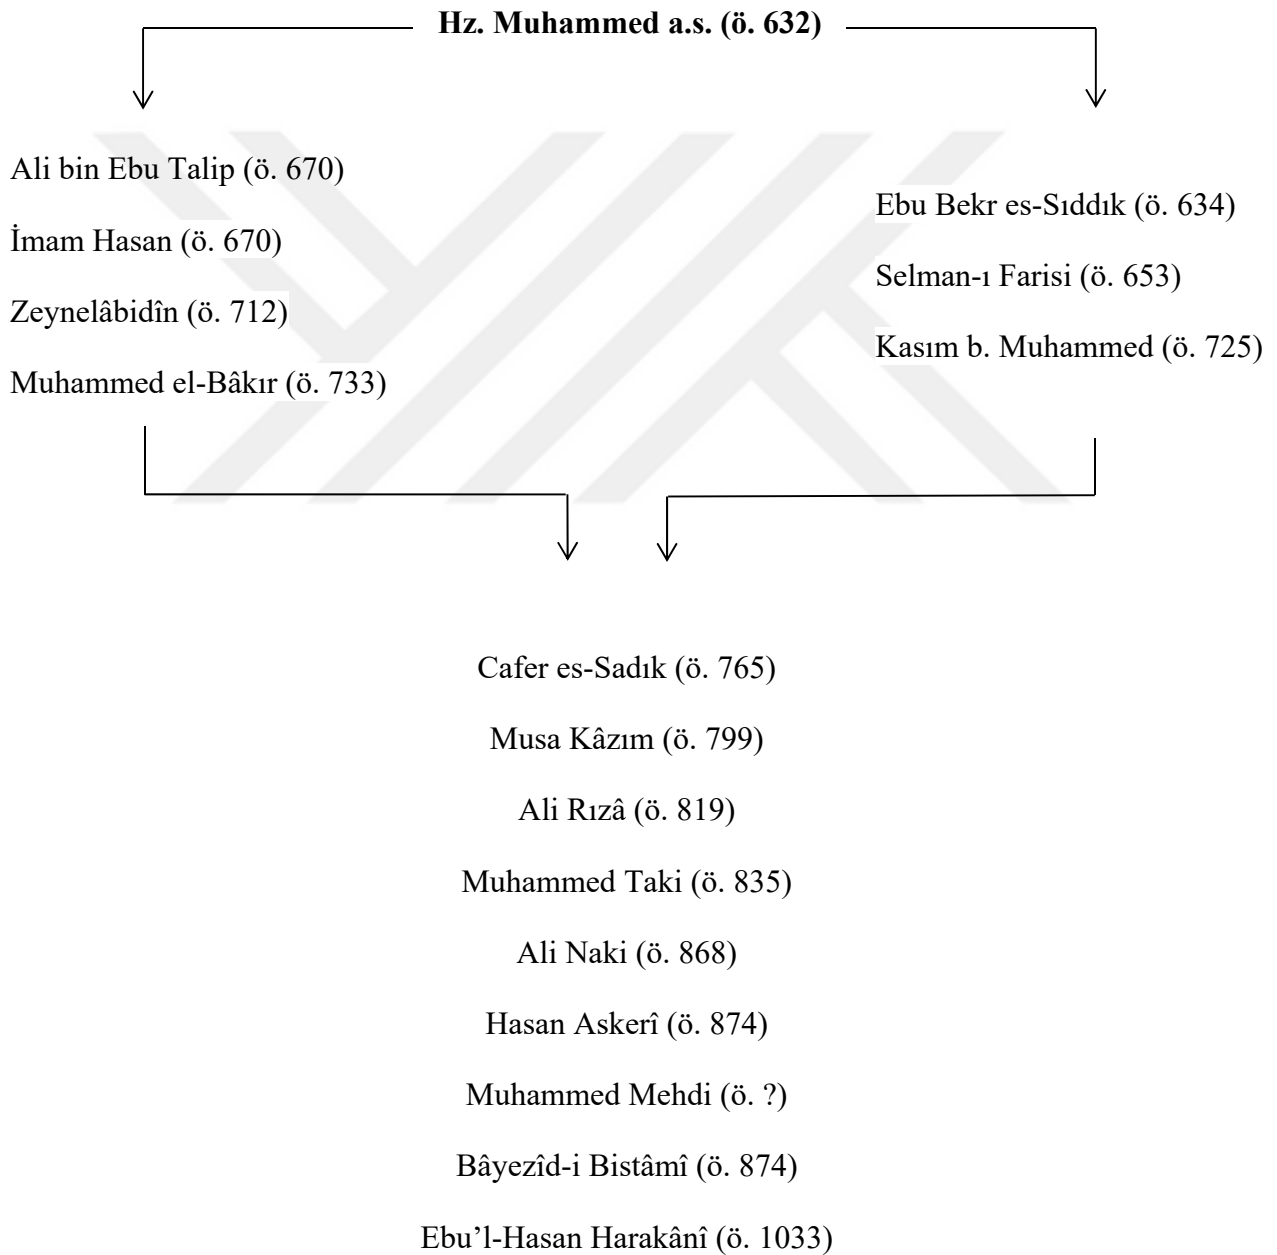 Hz. Muhammed a.s. (ö. 632)
Ali bin Ebu Talip (ö. 670)
İmam Hasan (ö. 670)
Zeynelâbidîn (ö. 712)
Muhammed el-Bâkır (ö. 733)
Ebu Bekr es-Sıddık (ö. 634)
Selman-ı Farisi (ö. 653)
Kasım b. Muhammed (ö. 725)
Cafer es-Sadık (ö. 765)
Musa Kâzım (ö. 799)
Ali Rızâ (ö. 819)
Muhammed Taki (ö. 835)
Ali Naki (ö. 868)
Hasan Askerî (ö. 874)
Muhammed Mehdi (ö. ?)
Bâyezîd-i Bistâmî (ö. 874)
Ebu’l-Hasan Harakânî (ö. 1033)